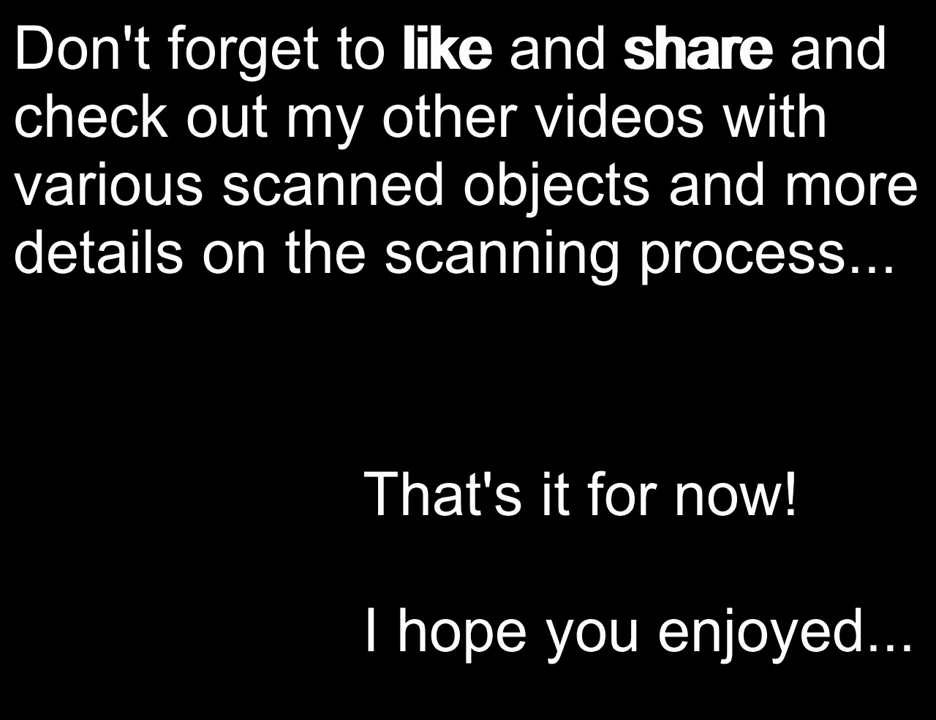 Don't forget to like and share and
check out my other videos with
various scanned objects and more
details on the scanning process...
That's it for now!
I hope you enjoyed...